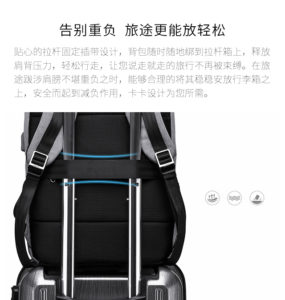 告别重负 旅途更能放轻松
贴心的拉杆固定插带设计，背包随时随地绑到拉杆箱上，释放
肩背压力，轻松行走，让您说走就走的旅行不再被束缚。在旅
途跋涉肩膀不堪重负之时，能够合理的将其稳稳安放行李箱之
上，安全而起到减负作用，卡卡设计为您所需。